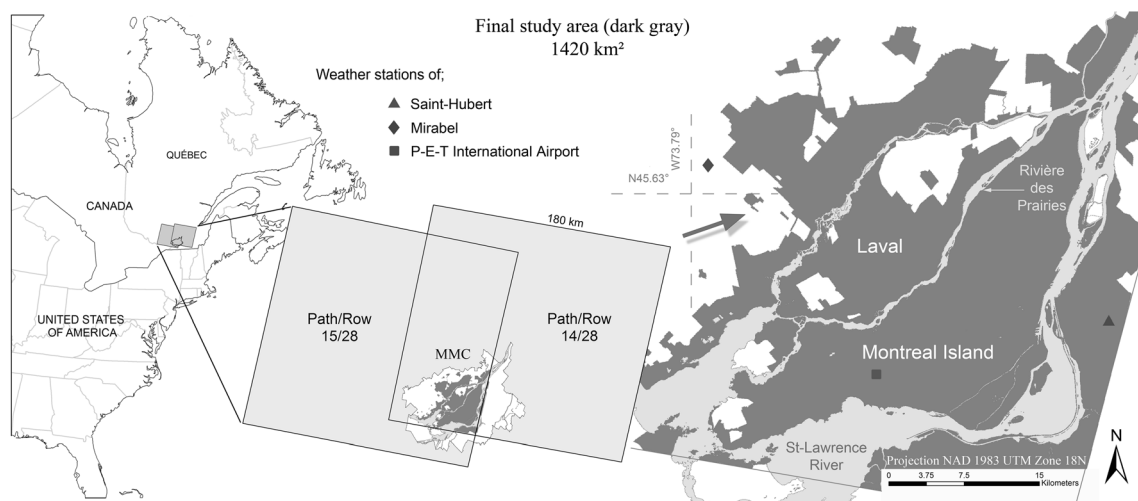 Final study area (dark gray)
1420 km²
Weather stations of;
Saint-Hubert
Mirabel
P-E-T International Airport
QUÉBEC
CANADA
UNITED STATES
OF AMERICA
180 km
Path/Row
15/28
Path/Row
14/28
MMC
W73.79°
N45.63°
Rivière
des
Prairies
Laval
Montreal Island
St-Lawrence
River
N
Projection NAD 1983 UTM Zone 18N
0 3.75 7.5 15
Kilometers